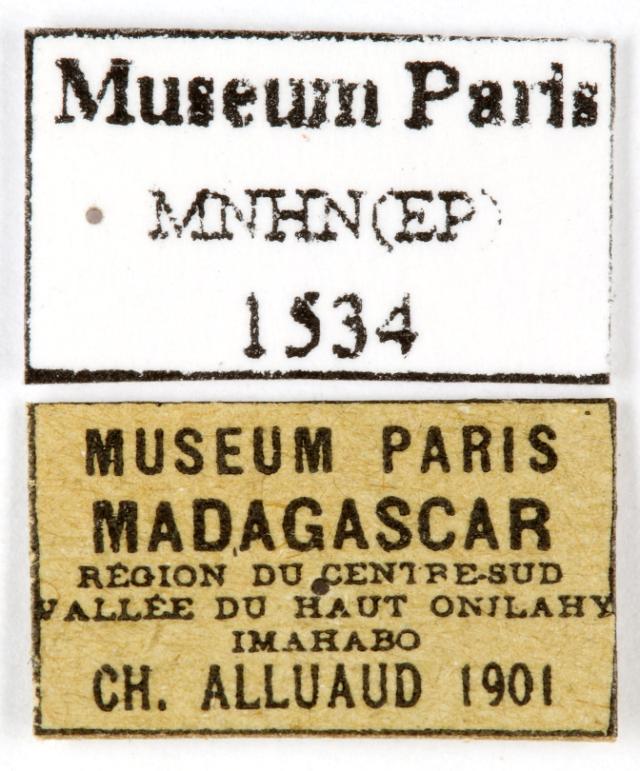 Museum Paris
MNHN(EP)
1534
MUSEUM PARIS
MADAGASCAR
RÉGION DU CENTRE-SUD
VALLÉE DU HAUT ONILAHY
IMAHABO
CH. ALLUAUD 1901